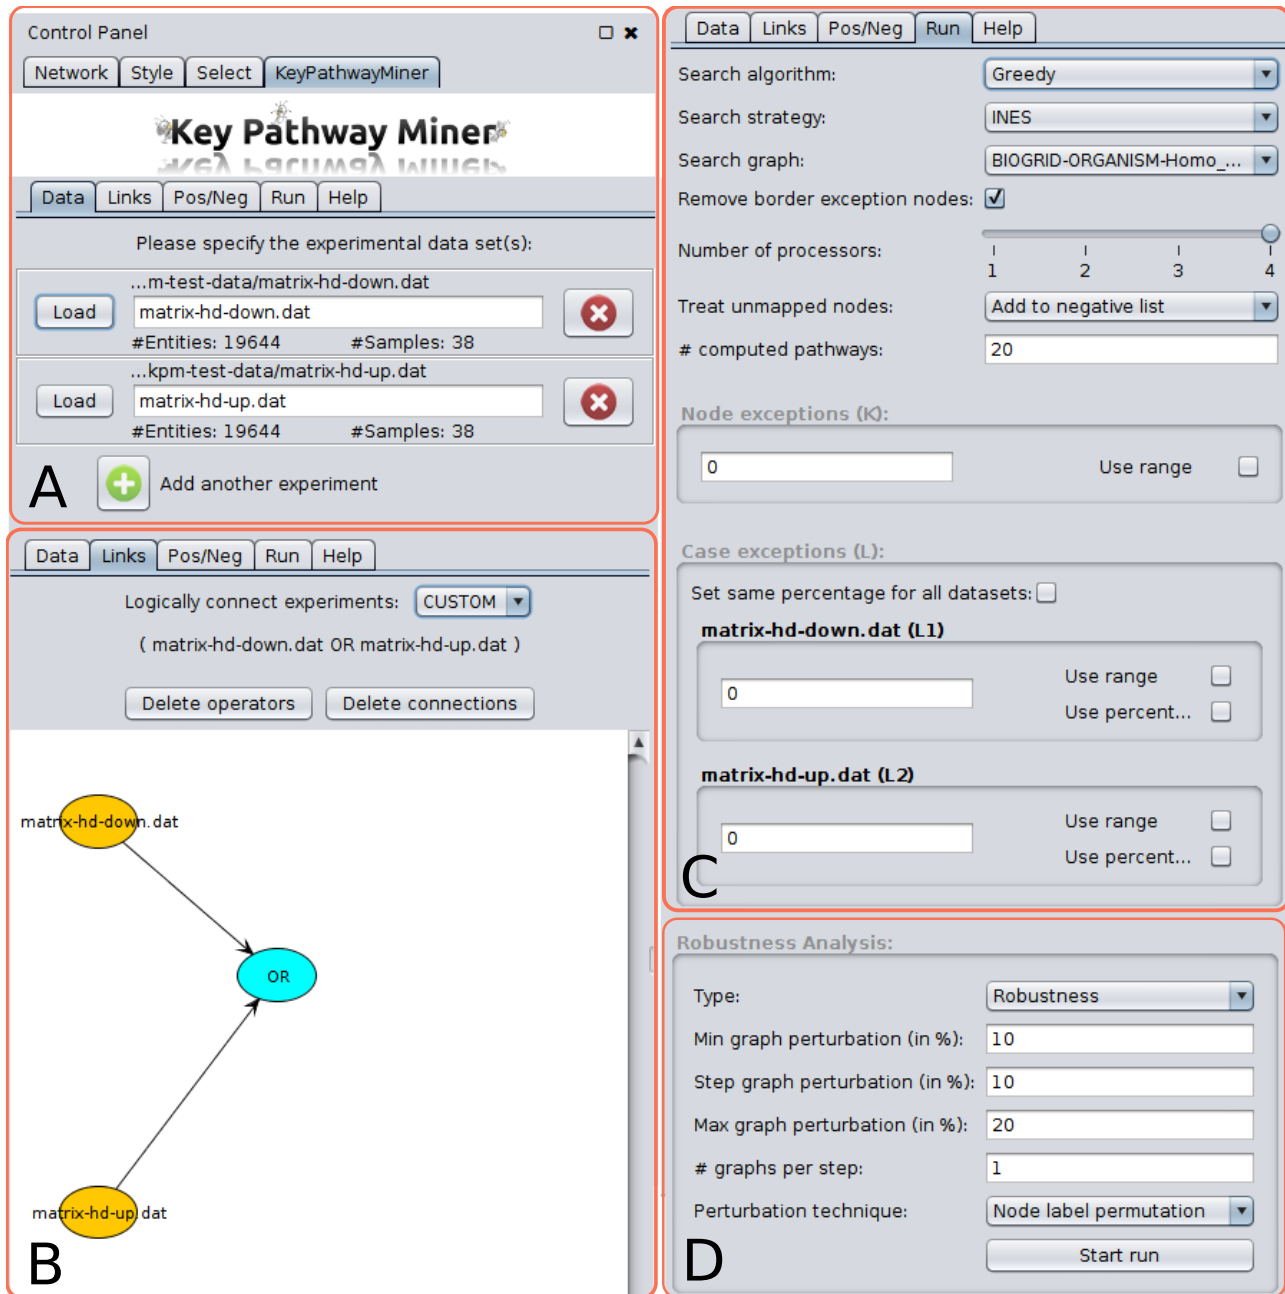 Control Panel
Network Style Select KeyPathwayMiner
Key Pathway Miner
Data Links Pos/Neg Run Help
Please specify the experimental data set(s):
...m-test-data/matrix-hd-down.dat
Load matrix-hd-down.dat
#Entities: 19644 #Samples: 38
...kpm-test-data/matrix-hd-up.dat
Load matrix-hd-up.dat
#Entities: 19644 #Samples: 38
A Add another experiment
Data Links Pos/Neg Run Help
Logically connect experiments: CUSTOM
( matrix-hd-down.dat OR matrix-hd-up.dat )
Delete operators Delete connections
matrix-hd-down.dat
OR
matrix-hd-up.dat
B
Data Links Pos/Neg Run Help
Search algorithm: Greedy
Search strategy: INES
Search graph: BIOGRID-ORGANISM-Homo_...
Remove border exception nodes:
Number of processors:
1 2 3 4
Treat unmapped nodes: Add to negative list
# computed pathways: 20
Node exceptions (K):
0 Use range
Case exceptions (L):
Set same percentage for all datasets:
matrix-hd-down.dat (L1)
Use range
0
Use percent...
matrix-hd-up.dat (L2)
Use range
0
Use percent...
C
Robustness Analysis:
Type: Robustness
Min graph perturbation (in %): 10
Step graph perturbation (in %): 10
Max graph perturbation (in %): 20
# graphs per step: 1
Perturbation technique: Node label permutation
D Start run